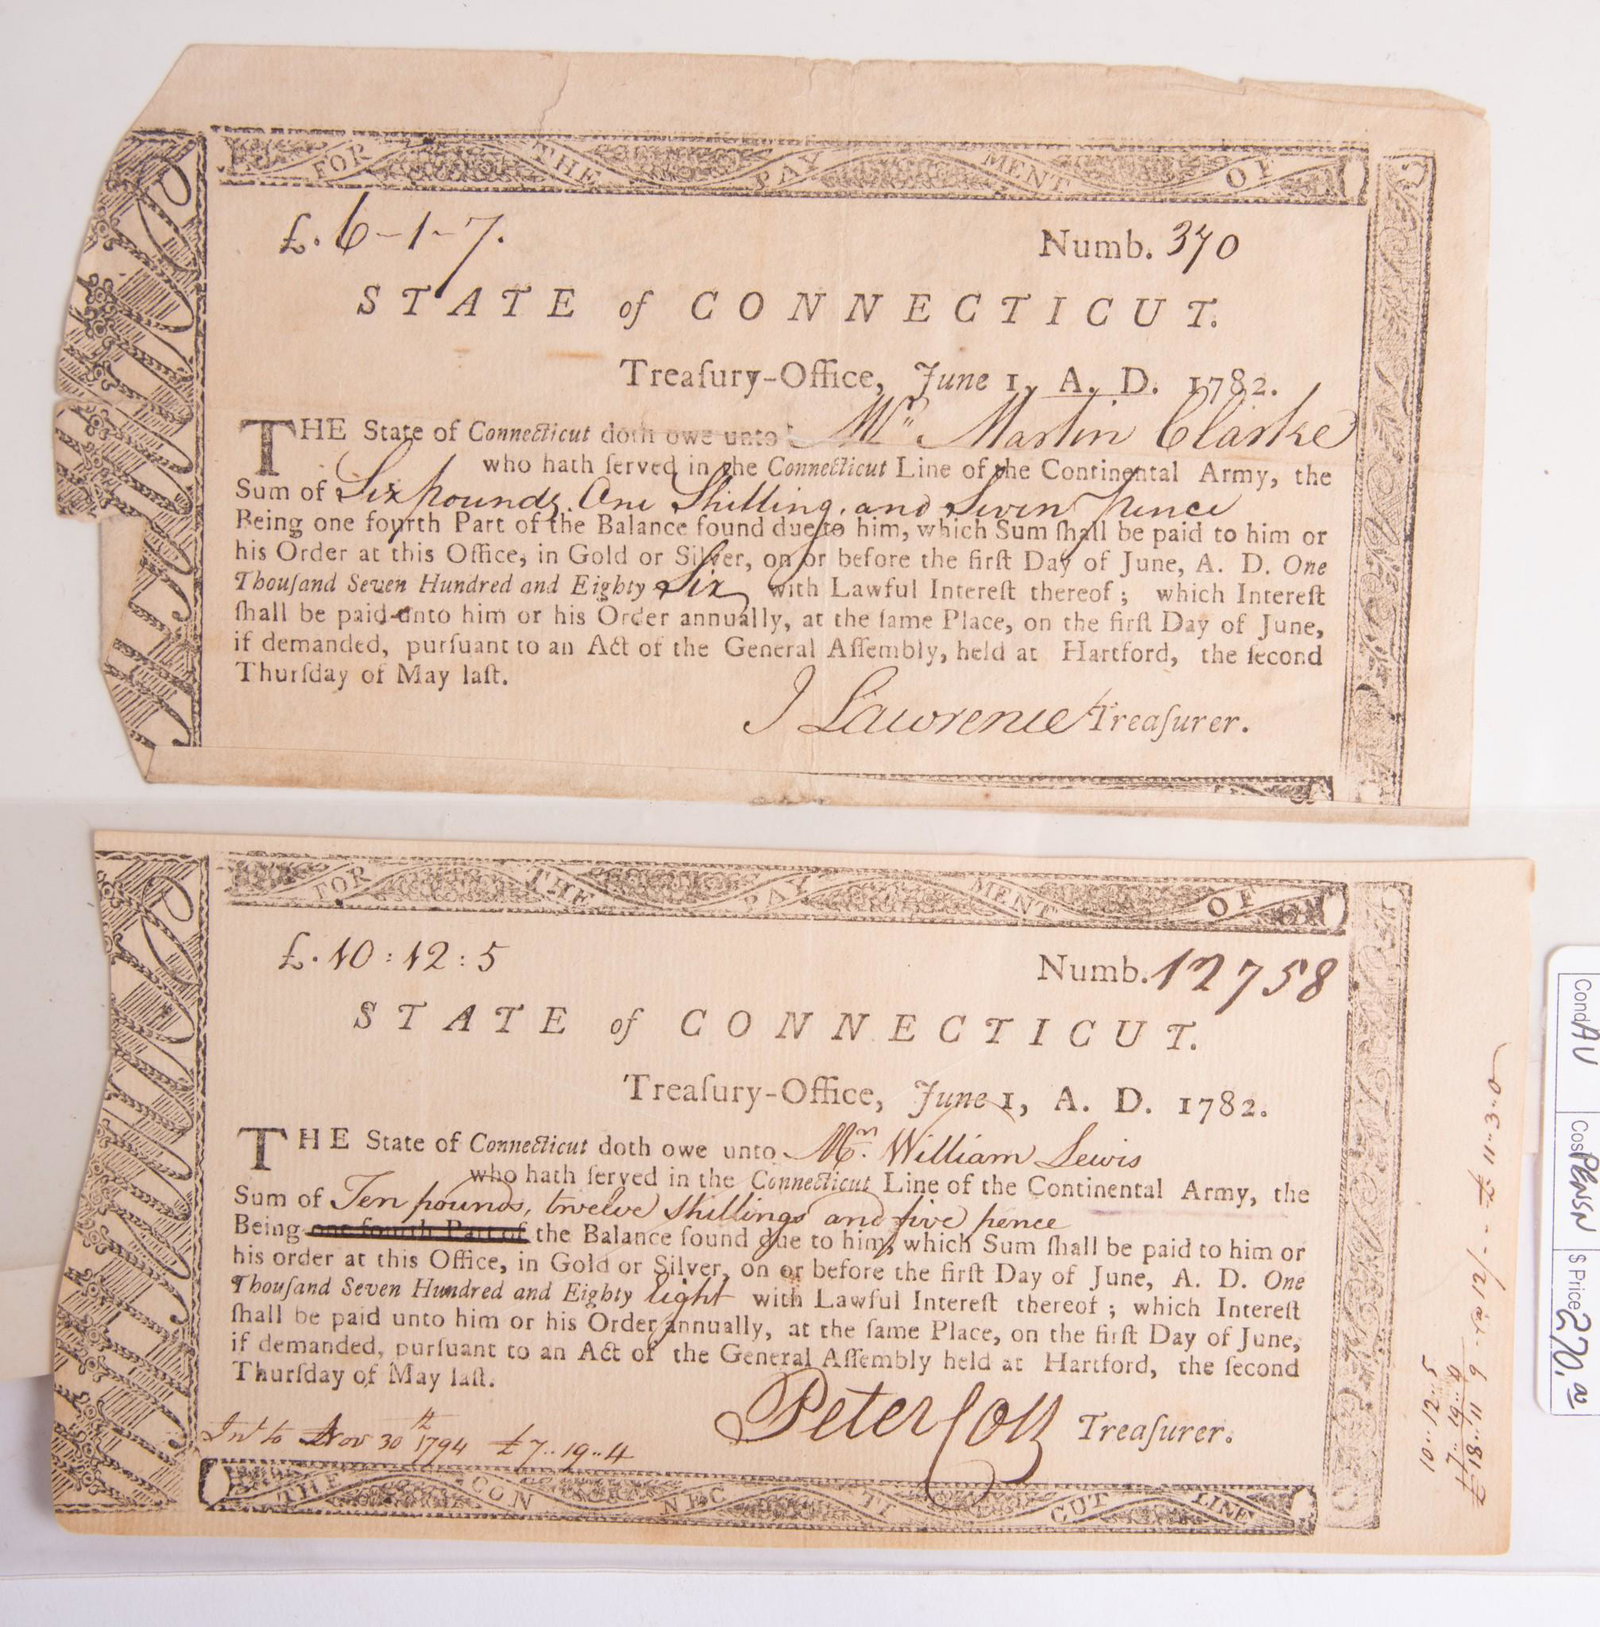 FOR THE PAY MENT OF
£. 6-1-7. Numb. 370
STATE of CONNECTICUT.
Treaſury-Office, June 1, A. D. 1782.
THE State of Connecticut doth owe unto Mr. Martin Clarke
who hath ſerved in the Connecticut Line of the Continental Army, the
Sum of Six pounds, One Shilling, and Seven pence
Being one fourth Part of the Balance found due to him, which Sum ſhall be paid to him or
his Order at this Office, in Gold or Silver, on or before the firſt Day of June, A. D. One
Thouſand Seven Hundred and Eighty Six with Lawful Intereſt thereof; which Intereſt
ſhall be paid unto him or his Order annually, at the ſame Place, on the firſt Day of June,
if demanded, purſuant to an Act of the General Aſſembly, held at Hartford, the ſecond
Thurſday of May laſt.
J Lawrence Treaſurer.
FOR THE PAY MENT OF
£. 10 : 12 : 5 Numb. 12758
STATE of CONNECTICUT.
Treaſury-Office, June 1, A. D. 1782.
THE State of Connecticut doth owe unto Mr. William Lewis
who hath ſerved in the Connecticut Line of the Continental Army, the
Sum of Ten pounds, twelve shillings and five pence
Being one fourth Part of the Balance found due to him, which Sum ſhall be paid to him or
his order at this Office, in Gold or Silver, on or before the firſt Day of June, A. D. One
Thouſand Seven Hundred and Eighty eight with Lawful Intereſt thereof; which Intereſt
ſhall be paid unto him or his Order annually, at the ſame Place, on the firſt Day of June,
if demanded, purſuant to an Act of the General Aſſembly held at Hartford, the ſecond
Thurſday of May laſt.
Peter Colt Treaſurer.
Int to Nov 30th 1794 £7..19..4
THE CON NEC TI CUT LINE
10..12..5
7..19..4
£18..11..9 @ 12/- £11..3..0
Cond AU Cost PENSN $ Price 270,00